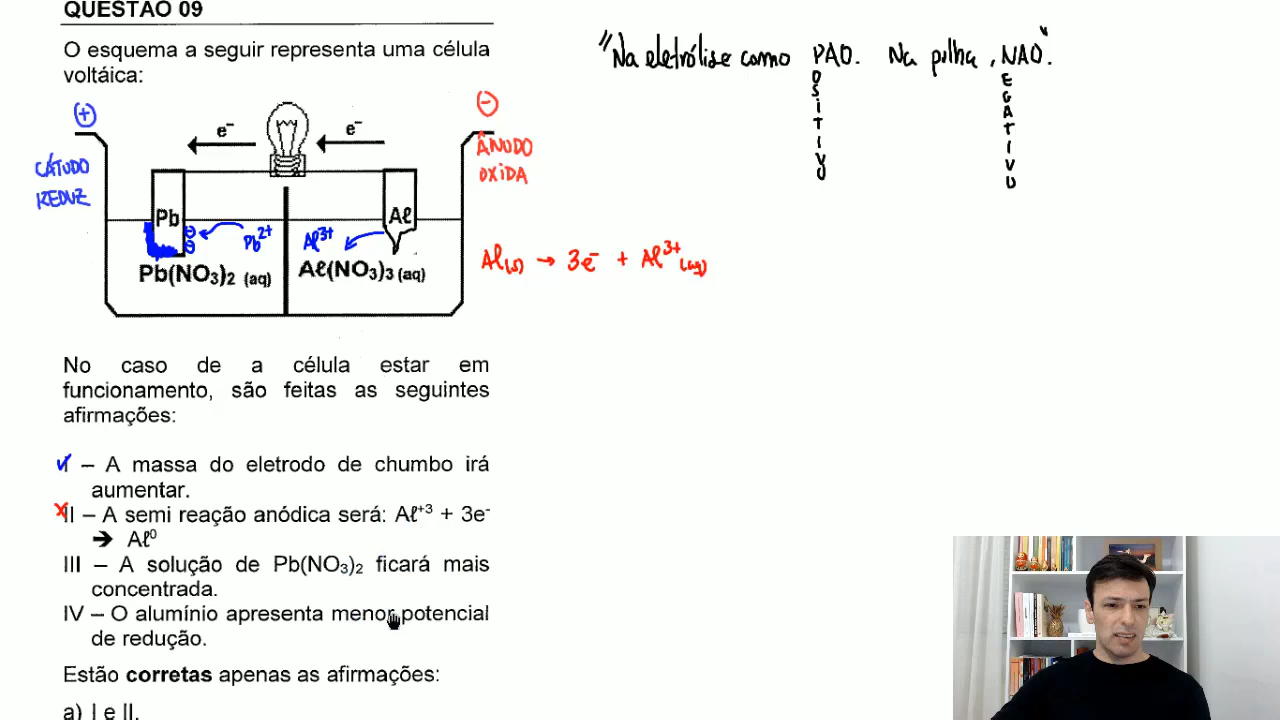 QUESTÃO 09
O esquema a seguir representa uma célula
voltáica:
"Na eletrólise como PAO. Na pilha, NAO".
OSITIV
EGATIVO
+
-
e⁻
e⁻
CÁTODO
REDUZ
ÂNODO
OXIDA
Pb
Aℓ
Pb²⁺
Aℓ³⁺
Pb(NO₃)₂ (aq)
Aℓ(NO₃)₃ (aq)
Aℓ(s) → 3e⁻ + Aℓ³⁺(aq)
No caso de a célula estar em
funcionamento, são feitas as seguintes
afirmações:
I – A massa do eletrodo de chumbo irá
aumentar.
II – A semi reação anódica será: Aℓ⁺³ + 3e⁻
➔ Aℓ⁰
III – A solução de Pb(NO₃)₂ ficará mais
concentrada.
IV – O alumínio apresenta menor potencial
de redução.
Estão corretas apenas as afirmações:
a) I e II.